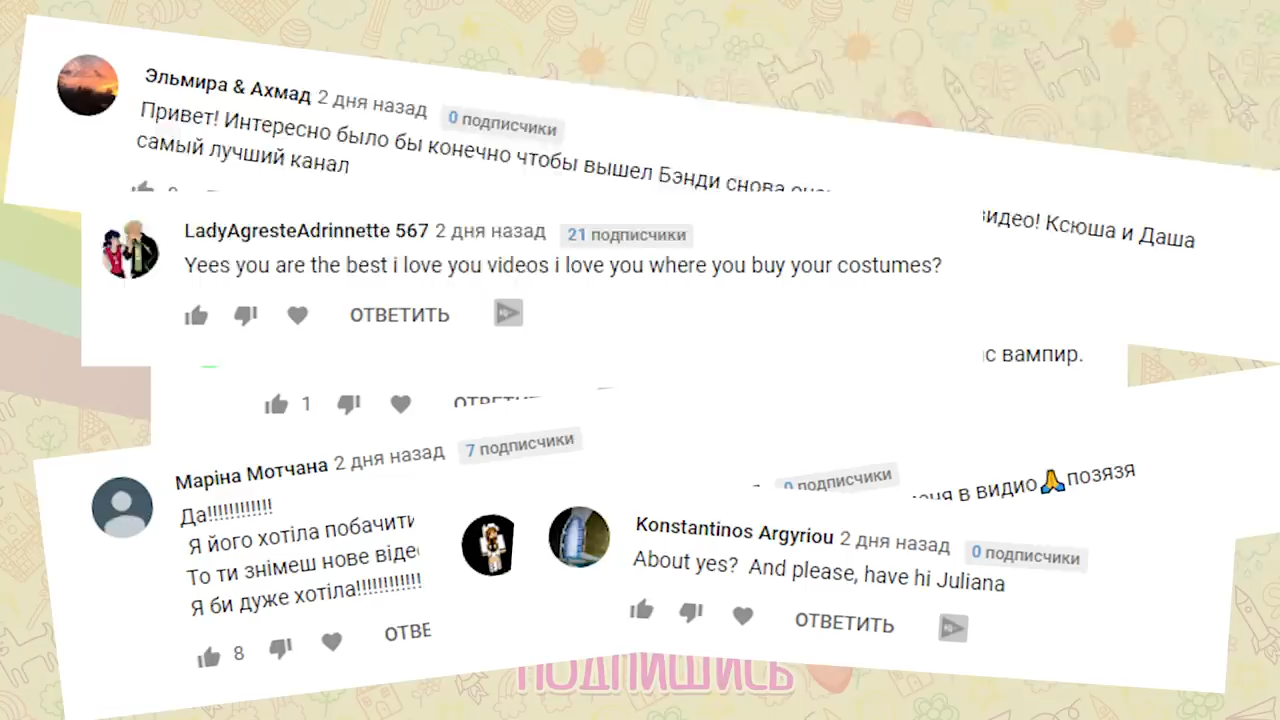 Эльмира & Ахмад 2 дня назад 0 подписчики
Привет! Интересно было бы конечно чтобы вышел Бэнди снова
самый лучший канал
видео! Ксюша и Даша
LadyAgresteAdrinnette 567 2 дня назад 21 подписчики
Yees you are the best i love you videos i love you where you buy your costumes?
ОТВЕТИТЬ
с вампир.
1
Маріна Мотчана 2 дня назад 7 подписчики
Да!!!!!!!!!!!!
Я його хотіла побачити
То ти знімеш нове
Я би дуже хотіла!!!!!!!!!!!!
8 ОТВЕ
0 подписчики
в видио🙏позязя
Konstantinos Argyriou 2 дня назад 0 подписчики
About yes? And please, have hi Juliana
ОТВЕТИТЬ
ПОДПИШИСЬ